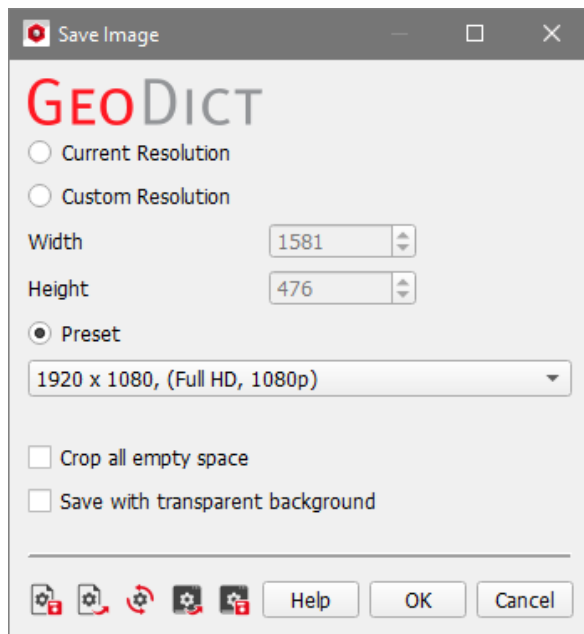 Save Image
GEODICT
Current Resolution
Custom Resolution
Width 1581
Height 476
Preset
1920 x 1080, (Full HD, 1080p)
Crop all empty space
Save with transparent background
Help OK Cancel